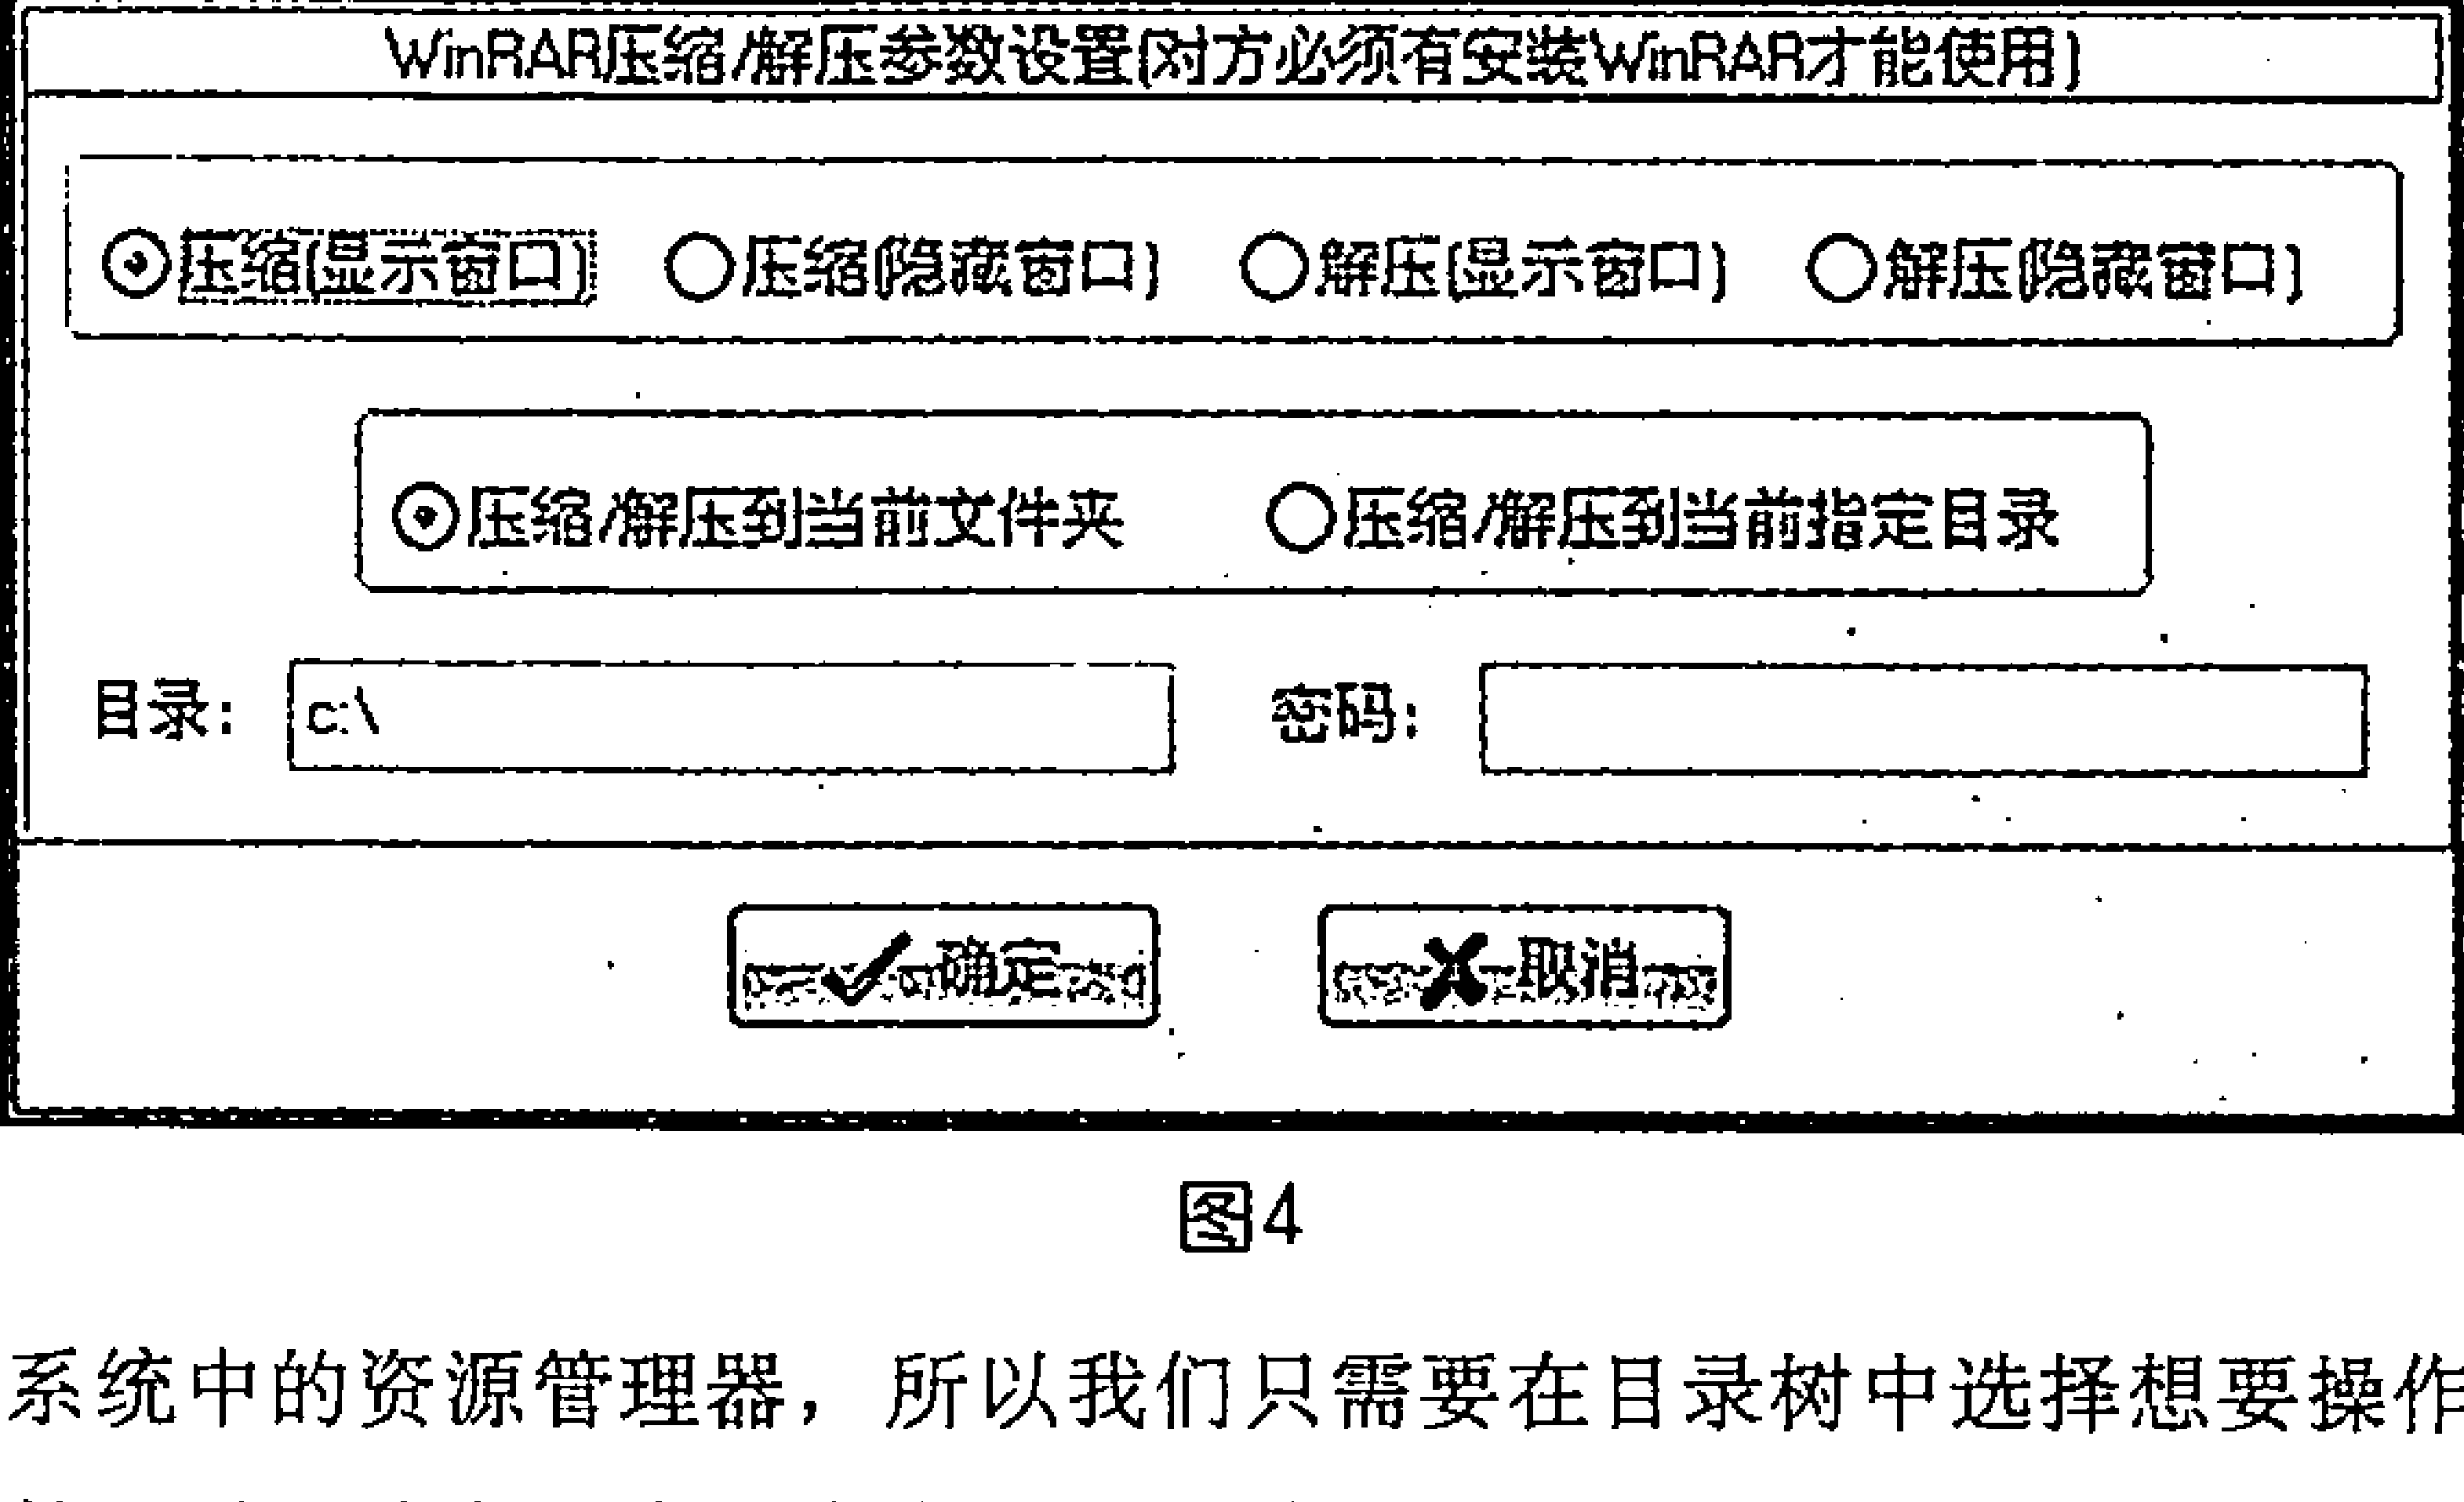 WinRAR压缩/解压参数设置(对方必须有安装WinRAR才能使用)
压缩(显示窗口) 压缩(隐藏窗口) 解压(显示窗口) 解压(隐藏窗口)
压缩/解压到当前文件夹 压缩/解压到当前指定目录
目录: c:\ 密码:
确定 取消
图4
系统中的资源管理器，所以我们只需要在目录树中选择想要操作